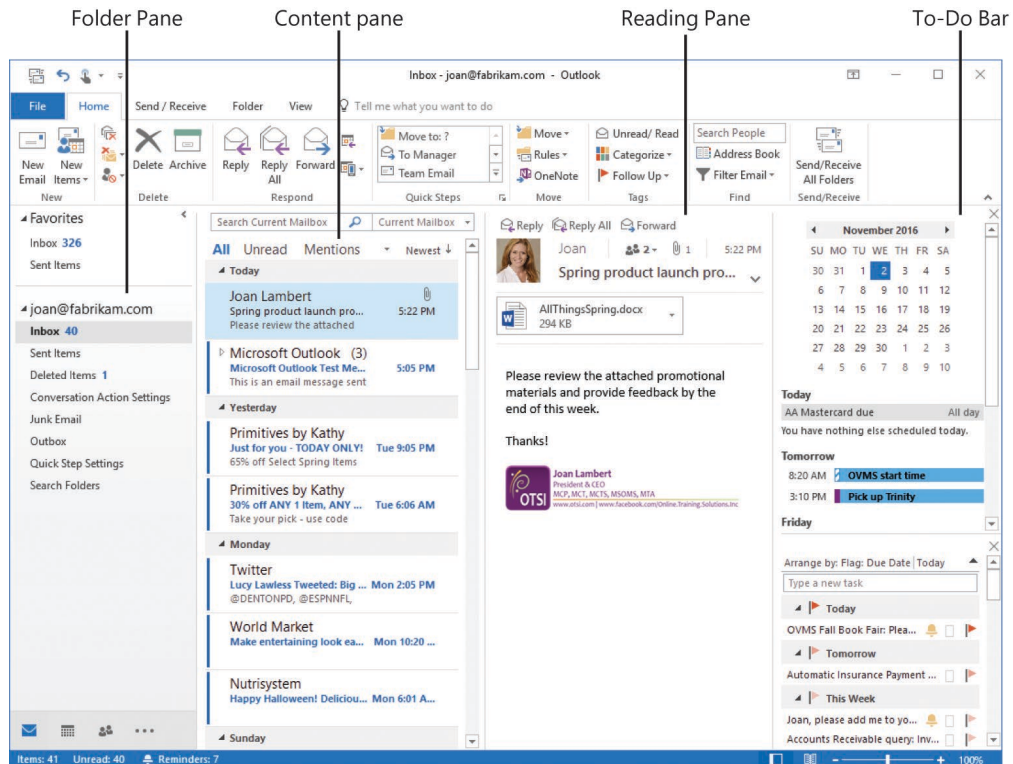 Folder Pane
Content pane
Reading Pane
To-Do Bar
Inbox - joan@fabrikam.com - Outlook
File Home Send / Receive Folder View Tell me what you want to do
New Email
New Items
New
Delete Archive
Delete
Reply
Reply All
Forward
Respond
Move to: ?
To Manager
Team Email
Quick Steps
Move
Rules
OneNote
Move
Unread/ Read
Categorize
Follow Up
Tags
Search People
Address Book
Filter Email
Find
Send/Receive All Folders
Send/Receive
Favorites
Inbox 326
Sent Items
joan@fabrikam.com
Inbox 40
Sent Items
Deleted Items 1
Conversation Action Settings
Junk Email
Outbox
Quick Step Settings
Search Folders
Search Current Mailbox Current Mailbox
All Unread Mentions Newest ↓
Today
Joan Lambert
Spring product launch pro... 5:22 PM
Please review the attached
Microsoft Outlook (3)
Microsoft Outlook Test Me... 5:05 PM
This is an email message sent
Yesterday
Primitives by Kathy
Just for you - TODAY ONLY! Tue 9:05 PM
65% off Select Spring Items
Primitives by Kathy
30% off ANY 1 Item, ANY ... Tue 6:06 AM
Take your pick - use code
Monday
Twitter
Lucy Lawless Tweeted: Big ... Mon 2:05 PM
@DENTONPD, @ESPNNFL,
World Market
Make entertaining look ea... Mon 10:20 ...
Nutrisystem
Happy Halloween! Deliciou... Mon 6:01 A...
Sunday
Reply Reply All Forward
Joan 2 1 5:22 PM
Spring product launch pro...
AllThingsSpring.docx
294 KB
Please review the attached promotional
materials and provide feedback by the
end of this week.
Thanks!
OTSI
Joan Lambert
President & CEO
MCP, MCT, MCTS, MSOMS, MTA
www.otsi.com | www.facebook.com/Online.Training.Solutions.Inc
November 2016
SU MO TU WE TH FR SA
30 31 1 2 3 4 5
6 7 8 9 10 11 12
13 14 15 16 17 18 19
20 21 22 23 24 25 26
27 28 29 30 1 2 3
4 5 6 7 8 9 10
Today
AA Mastercard due All day
You have nothing else scheduled today.
Tomorrow
8:20 AM OVMS start time
3:10 PM Pick up Trinity
Friday
Arrange by: Flag: Due Date Today
Type a new task
Today
OVMS Fall Book Fair: Plea...
Tomorrow
Automatic Insurance Payment ...
This Week
Joan, please add me to yo...
Accounts Receivable query: Inv...
Items: 41 Unread: 40 Reminders: 7 100%